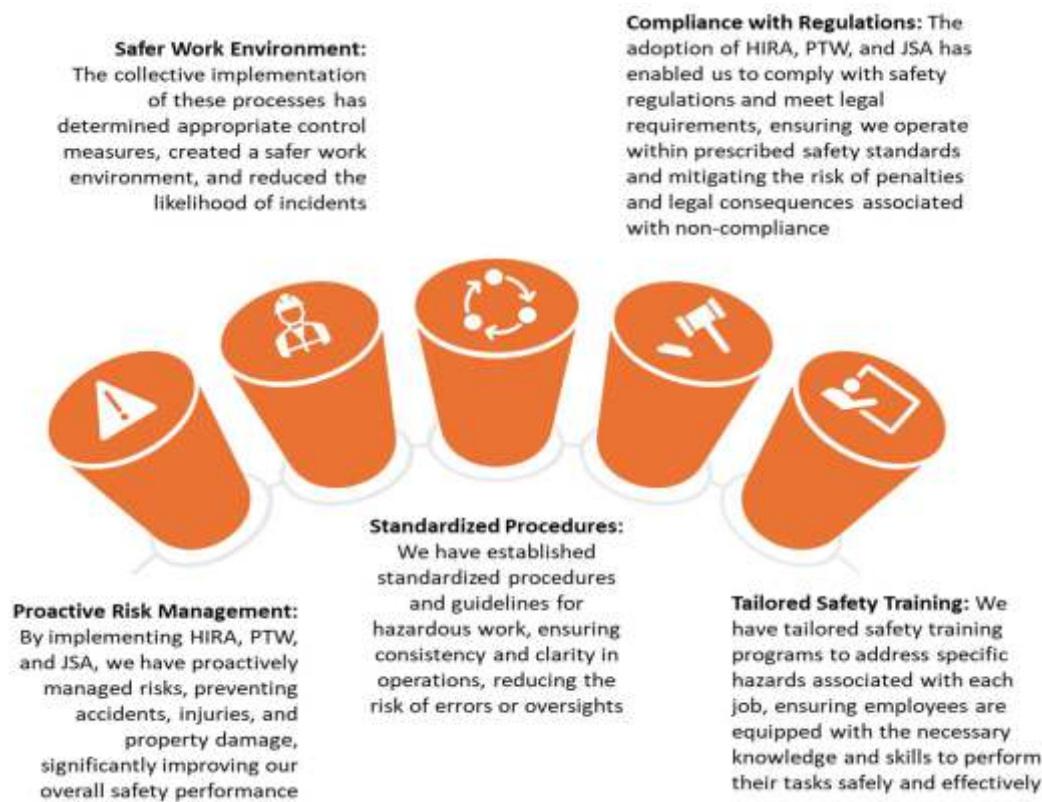 Safer Work Environment:
The collective implementation
of these processes has
determined appropriate control
measures, created a safer work
environment, and reduced the
likelihood of incidents
Compliance with Regulations: The
adoption of HIRA, PTW, and JSA has
enabled us to comply with safety
regulations and meet legal
requirements, ensuring we operate
within prescribed safety standards
and mitigating the risk of penalties
and legal consequences associated
with non-compliance
Proactive Risk Management:
By implementing HIRA, PTW,
and JSA, we have proactively
managed risks, preventing
accidents, injuries, and
property damage,
significantly improving our
overall safety performance
Standardized Procedures:
We have established
standardized procedures
and guidelines for
hazardous work, ensuring
consistency and clarity in
operations, reducing the
risk of errors or oversights
Tailored Safety Training: We
have tailored safety training
programs to address specific
hazards associated with each
job, ensuring employees are
equipped with the necessary
knowledge and skills to perform
their tasks safely and effectively